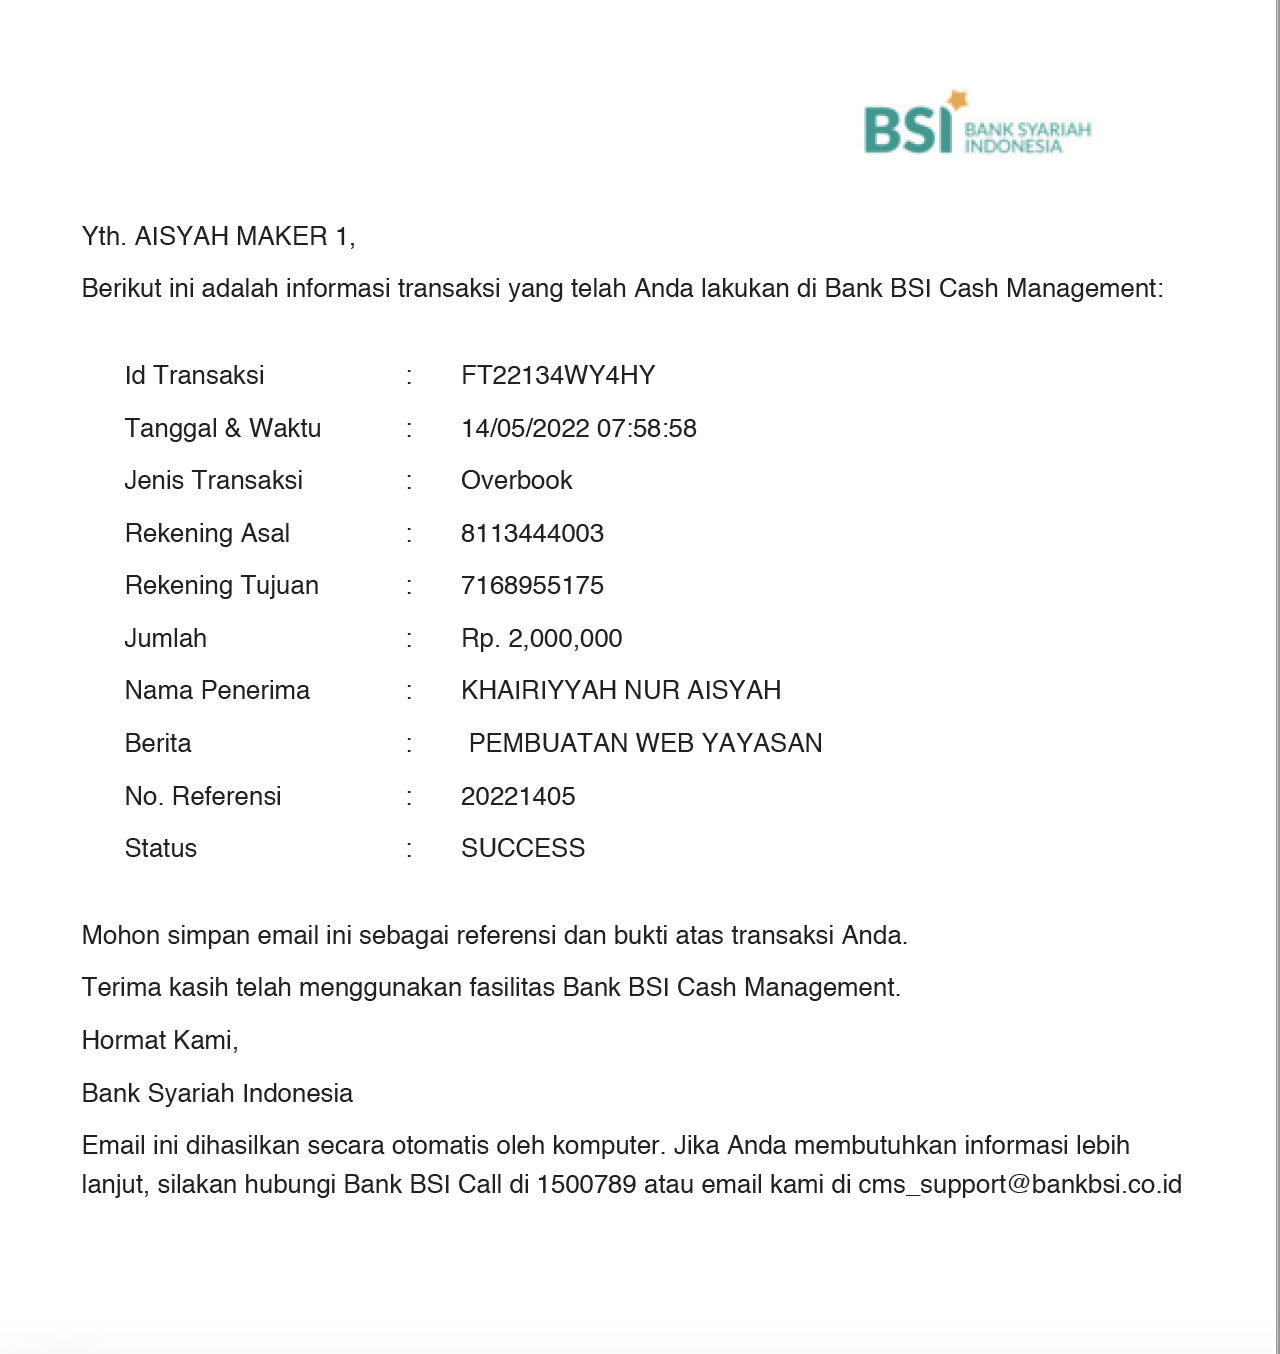 BSI BANK SYARIAH
INDONESIA
Yth. AISYAH MAKER 1,
Berikut ini adalah informasi transaksi yang telah Anda lakukan di Bank BSI Cash Management:
Id Transaksi : FT22134WY4HY
Tanggal & Waktu : 14/05/2022 07:58:58
Jenis Transaksi : Overbook
Rekening Asal : 8113444003
Rekening Tujuan : 7168955175
Jumlah : Rp. 2,000,000
Nama Penerima : KHAIRIYYAH NUR AISYAH
Berita : PEMBUATAN WEB YAYASAN
No. Referensi : 20221405
Status : SUCCESS
Mohon simpan email ini sebagai referensi dan bukti atas transaksi Anda.
Terima kasih telah menggunakan fasilitas Bank BSI Cash Management.
Hormat Kami,
Bank Syariah Indonesia
Email ini dihasilkan secara otomatis oleh komputer. Jika Anda membutuhkan informasi lebih
lanjut, silakan hubungi Bank BSI Call di 1500789 atau email kami di cms_support@bankbsi.co.id